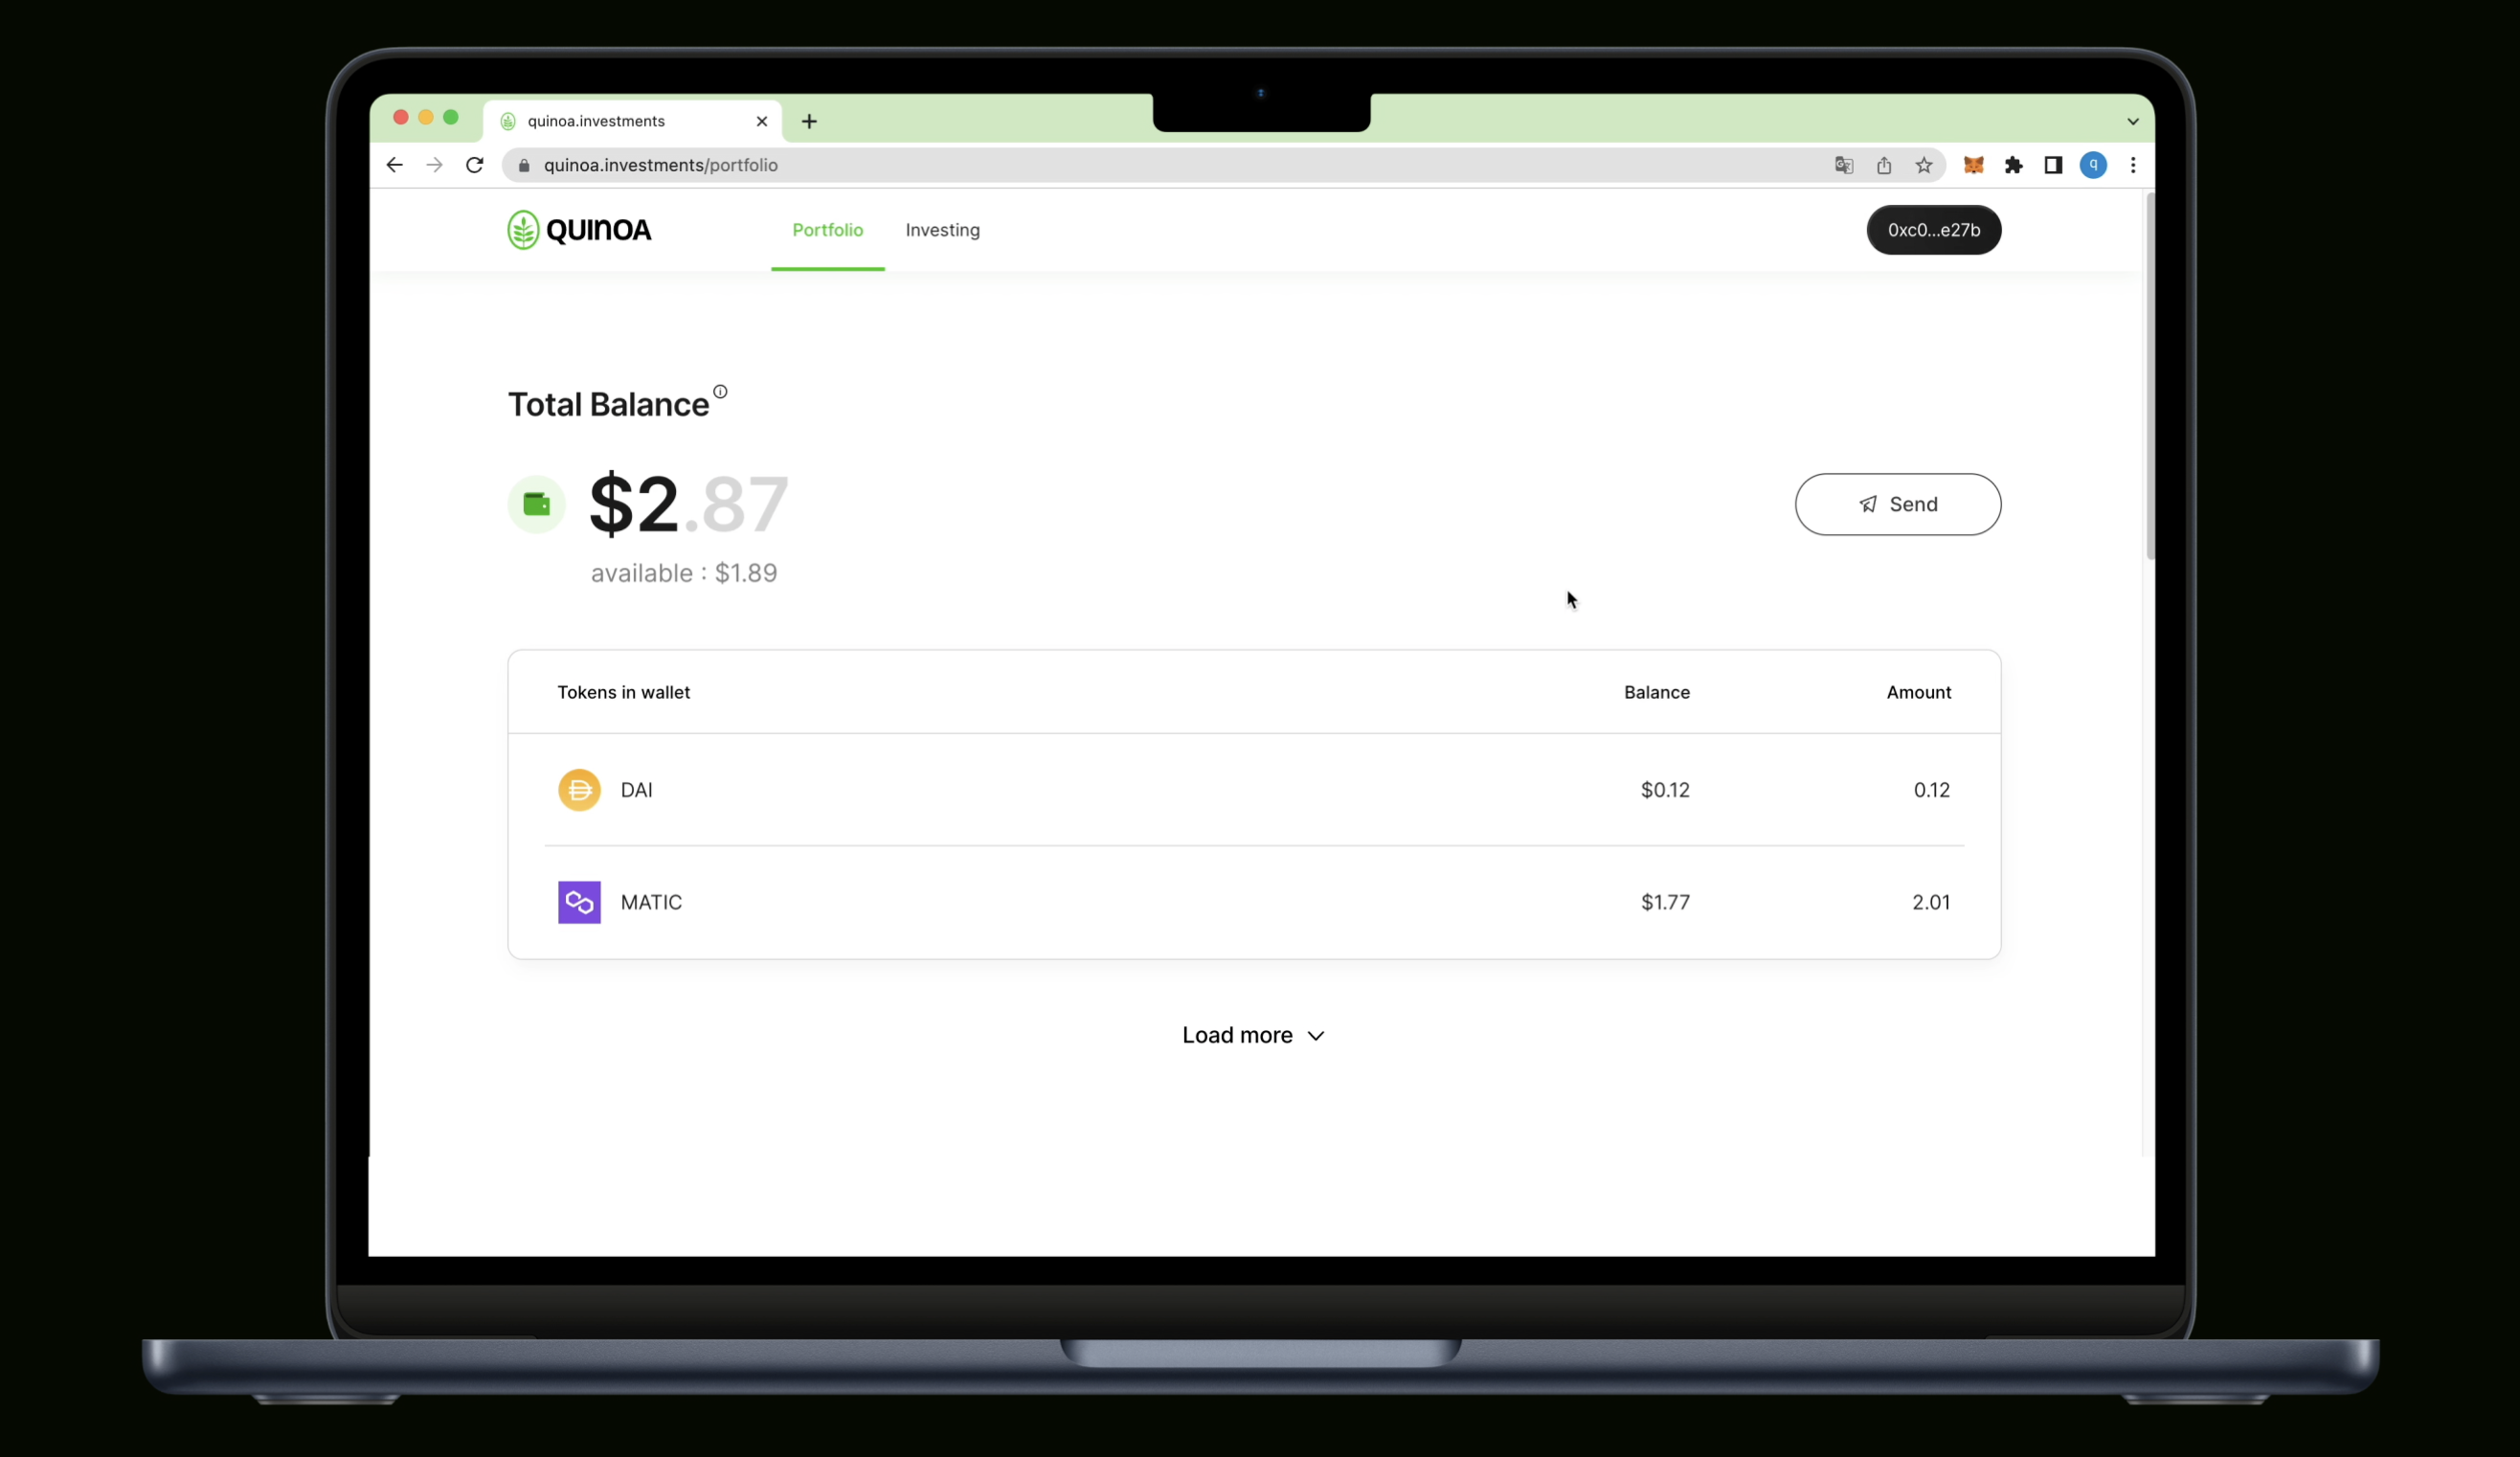 quinoa.investments
quinoa.investments/portfolio
q
QUINOA Portfolio Investing 0xc0...e27b
Total Balance
$2.87
Send
available : $1.89
Tokens in wallet Balance Amount
DAI $0.12 0.12
MATIC $1.77 2.01
Load more